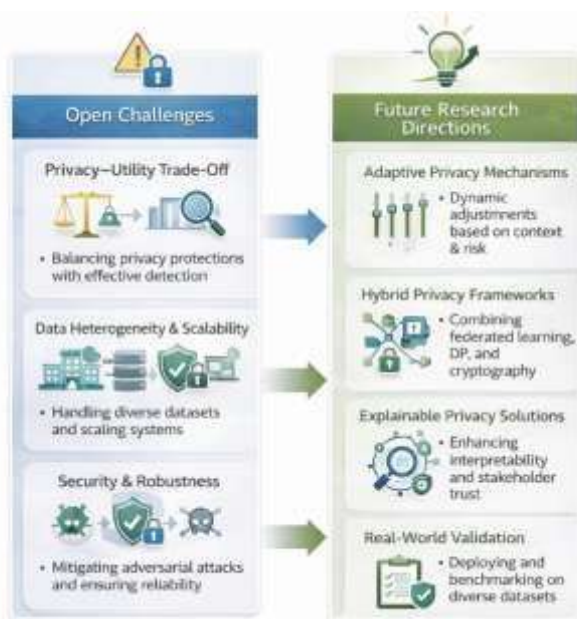 Open Challenges
Privacy–Utility Trade-Off
• Balancing privacy protections
with effective detection
Data Heterogeneity & Scalability
• Handling diverse datasets
and scaling systems
Security & Robustness
• Mitigating adversarial attacks
and ensuring reliability
Future Research
Directions
Adaptive Privacy Mechanisms
• Dynamic
adjustments
based on context
& risk
Hybrid Privacy Frameworks
• Combining
federated learning,
DP, and
cryptography
Explainable Privacy Solutions
• Enhancing
interpretability
and stakeholder
trust
Real-World Validation
• Deploying and
benchmarking on
diverse datasets